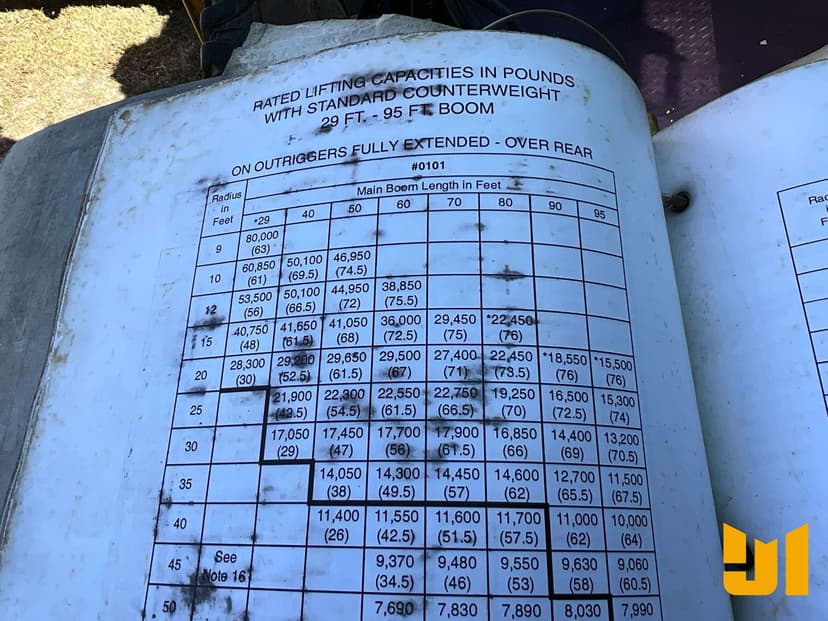 RATED LIFTING CAPACITIES IN POUNDS
WITH STANDARD COUNTERWEIGHT
29 FT. - 95 FT. BOOM
ON OUTRIGGERS FULLY EXTENDED - OVER REAR
#0101
Radius in Feet
Main Boom Length in Feet
*29 40 50 60 70 80 90 95
9 80,000 (63)
10 60,850 (61) 50,100 (69.5) 46,950 (74.5)
12 53,500 (56) 50,100 (66.5) 44,950 (72) 38,850 (75.5)
15 40,750 (48) 41,650 (61.5) 41,050 (68) 36,000 (72.5) 29,450 (75) *22,450 (76)
20 28,300 (30) 29,200 (52.5) 29,650 (61.5) 29,500 (67) 27,400 (71) 22,450 (73.5) *18,550 (76) *15,500 (76)
25 21,900 (42.5) 22,300 (54.5) 22,550 (61.5) 22,750 (66.5) 19,250 (70) 16,500 (72.5) 15,300 (74)
30 17,050 (29) 17,450 (47) 17,700 (56) 17,900 (61.5) 16,850 (66) 14,400 (69) 13,200 (70.5)
35 14,050 (38) 14,300 (49.5) 14,450 (57) 14,600 (62) 12,700 (65.5) 11,500 (67.5)
40 11,400 (26) 11,550 (42.5) 11,600 (51.5) 11,700 (57.5) 11,000 (62) 10,000 (64)
45 See Note 16 9,370 (34.5) 9,480 (46) 9,550 (53) 9,630 (58) 9,060 (60.5)
50 7,690 7,830 7,890 8,030 7,990